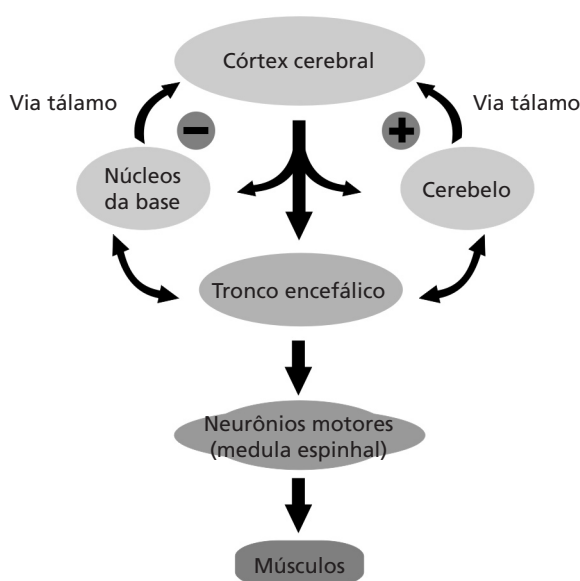 Córtex cerebral
Via tálamo
Via tálamo
Núcleos
da base
Cerebelo
Tronco encefálico
Neurônios motores
(medula espinhal)
Músculos